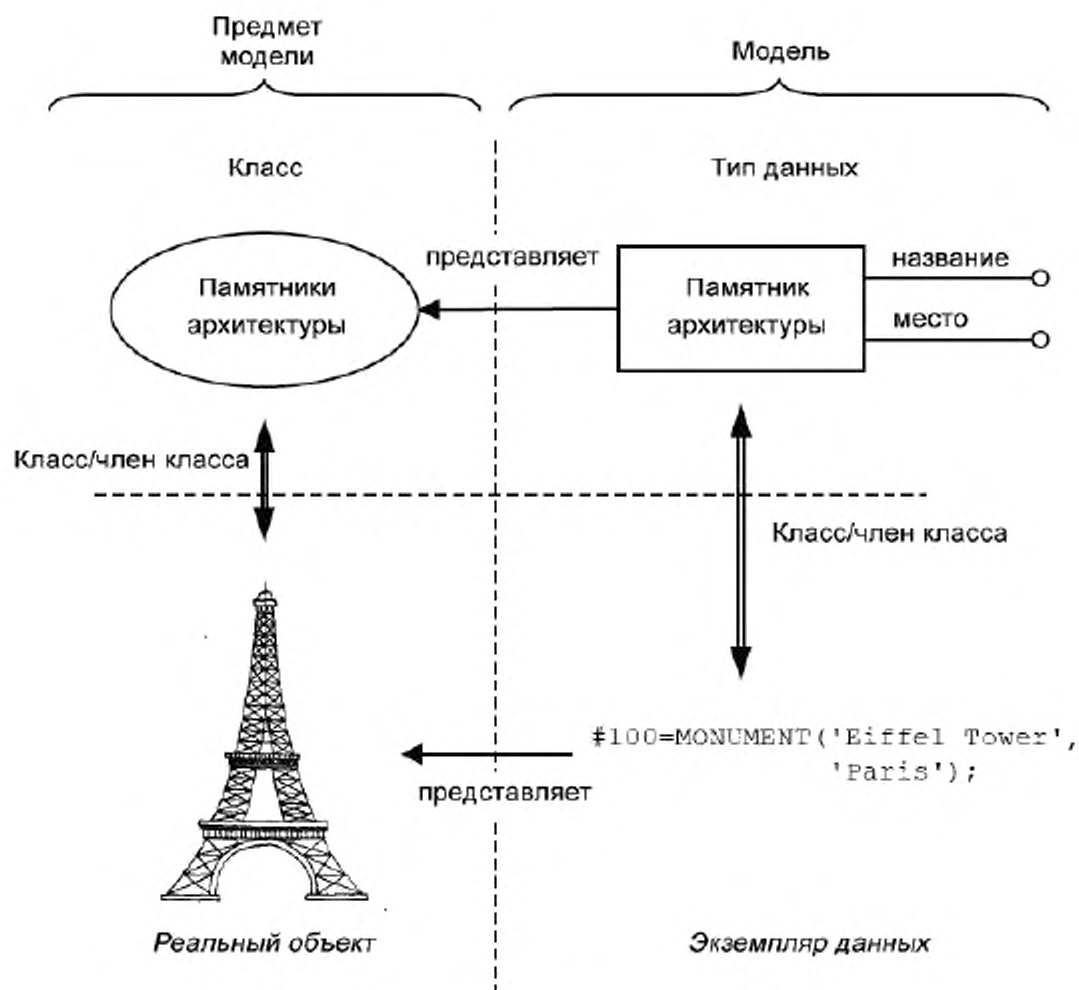 Предмет
модели
Модель
Класс
Тип данных
Памятники
архитектуры
представляет
Памятник
архитектуры
название
место
Класс/член класса
Класс/член класса
#100=MONUMENT('Eiffel Tower',
'Paris');
представляет
Реальный объект
Экземпляр данных